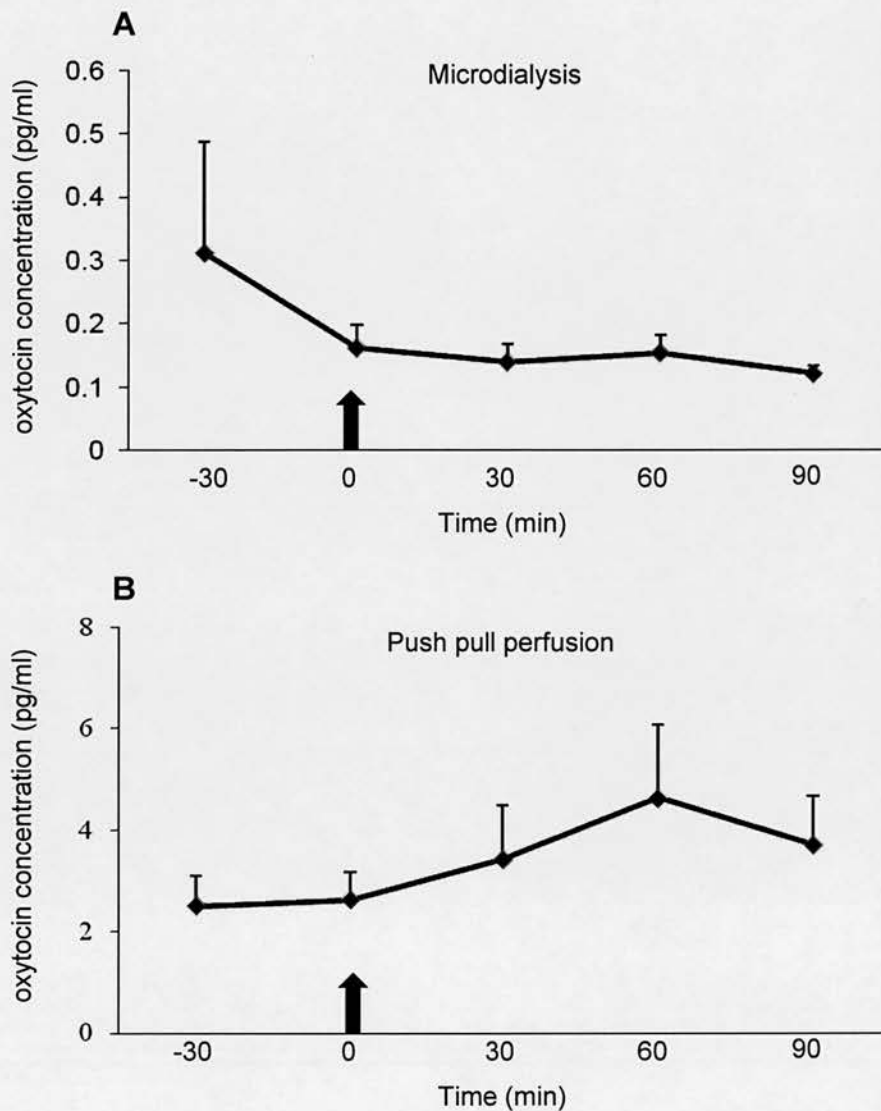 A
Microdialysis
oxytocin concentration (pg/ml)
0.6
0.5
0.4
0.3
0.2
0.1
0
-30 0 30 60 90
Time (min)
B
Push pull perfusion
oxytocin concentration (pg/ml)
8
6
4
2
0
-30 0 30 60 90
Time (min)